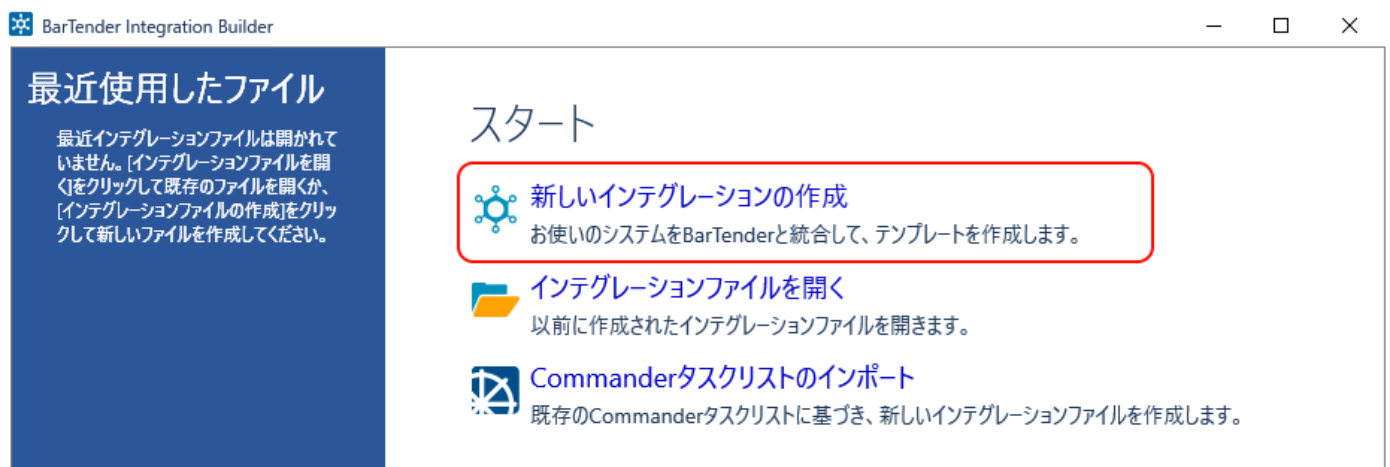 BarTender Integration Builder
最近使用したファイル
最近インテグレーションファイルは開かれて
いません。[インテグレーションファイルを開
く]をクリックして既存のファイルを開くか、
[インテグレーションファイルの作成]をクリッ
クして新しいファイルを作成してください。
スタート
新しいインテグレーションの作成
お使いのシステムをBarTenderと統合して、テンプレートを作成します。
インテグレーションファイルを開く
以前に作成されたインテグレーションファイルを開きます。
Commanderタスクリストのインポート
既存のCommanderタスクリストに基づき、新しいインテグレーションファイルを作成します。